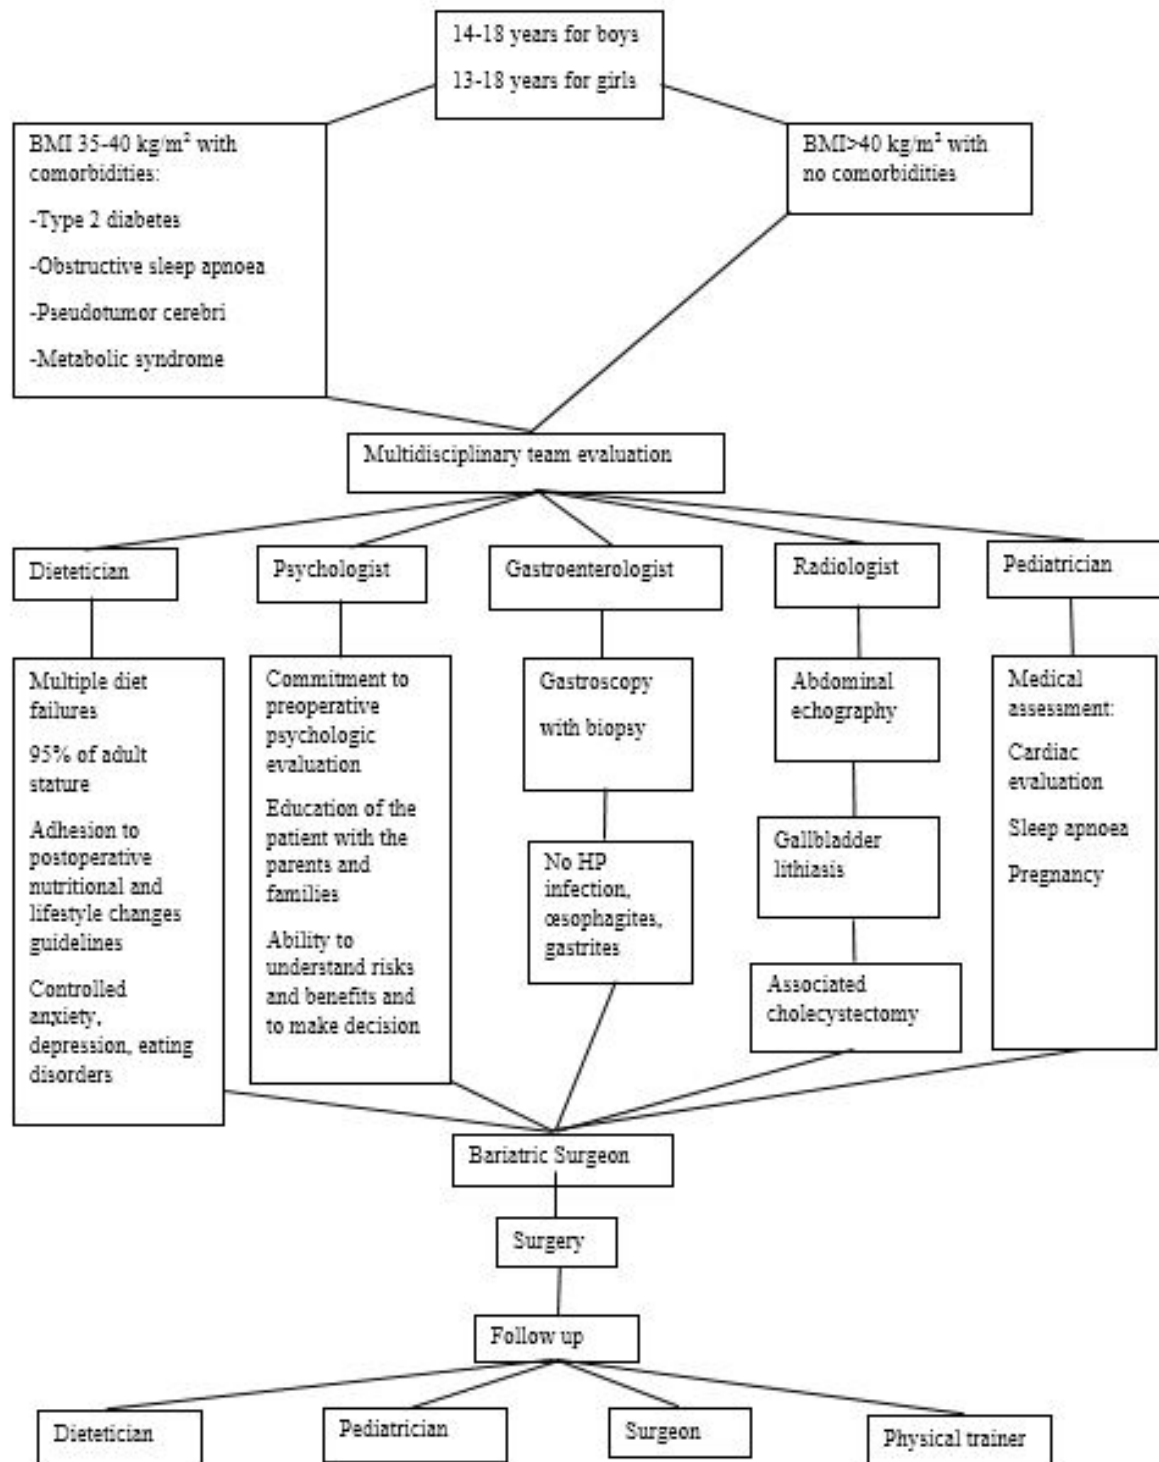 14-18 years for boys
13-18 years for girls
BMI 35-40 kg/m² with
comorbidities:
-Type 2 diabetes
-Obstructive sleep apnoea
-Pseudotumor cerebri
-Metabolic syndrome
BMI>40 kg/m² with
no comorbidities
Multidisciplinary team evaluation
Dietetician
Psychologist
Gastroenterologist
Radiologist
Pediatrician
Multiple diet
failures
95% of adult
stature
Adhesion to
postoperative
nutritional and
lifestyle changes
guidelines
Controlled
anxiety,
depression, eating
disorders
Commitment to
preoperative
psychologic
evaluation
Education of the
patient with the
parents and
families
Ability to
understand risks
and benefits and
to make decision
Gastroscopy
with biopsy
No HP
infection,
œsophagites,
gastrites
Abdominal
echography
Gallbladder
lithiasis
Associated
cholecystectomy
Medical
assessment:
Cardiac
evaluation
Sleep apnoea
Pregnancy
Bariatric Surgeon
Surgery
Follow up
Dietetician
Pediatrician
Surgeon
Physical trainer